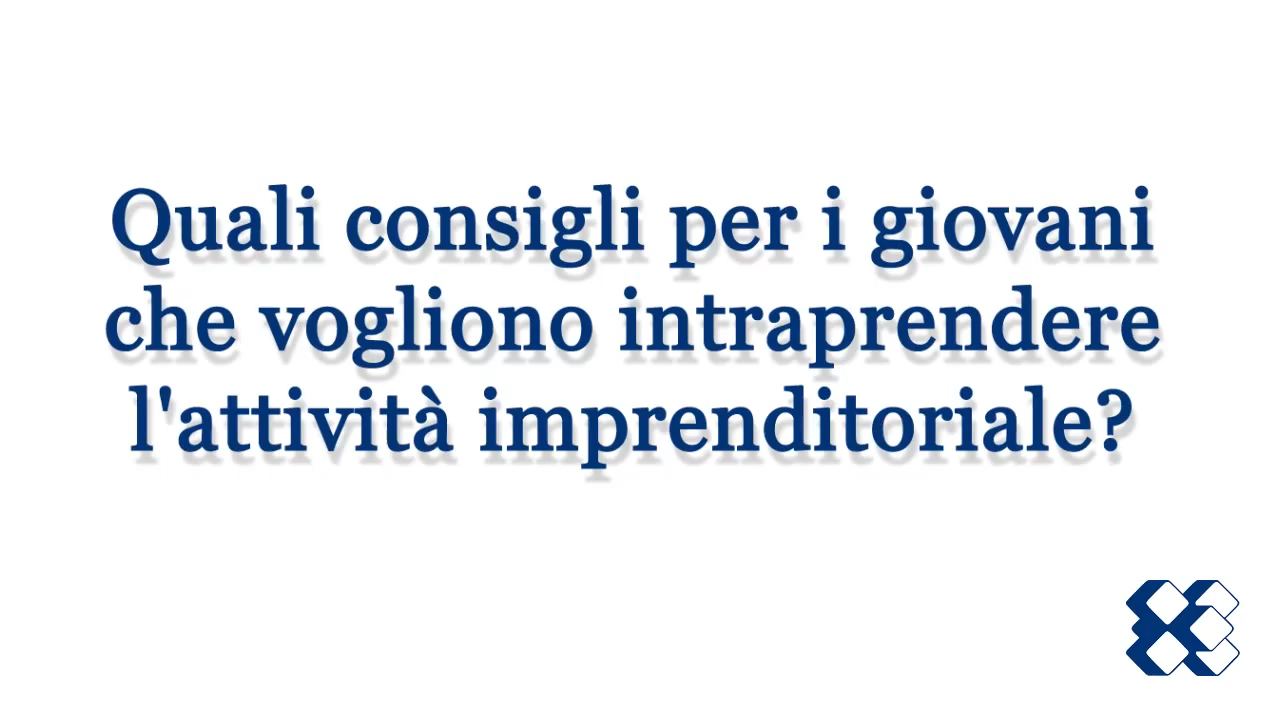 Quali consigli per i giovani
che vogliono intraprendere
l'attività imprenditoriale?